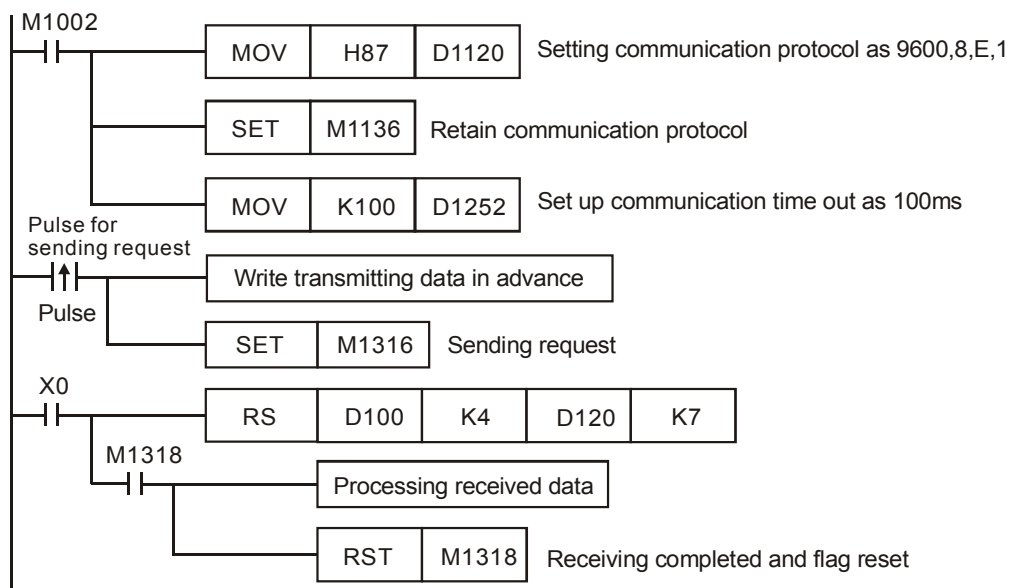 M1002
MOV H87 D1120 Setting communication protocol as 9600,8,E,1
SET M1136 Retain communication protocol
MOV K100 D1252 Set up communication time out as 100ms
Pulse for
sending request
Write transmitting data in advance
Pulse
SET M1316 Sending request
X0
RS D100 K4 D120 K7
M1318
Processing received data
RST M1318 Receiving completed and flag reset